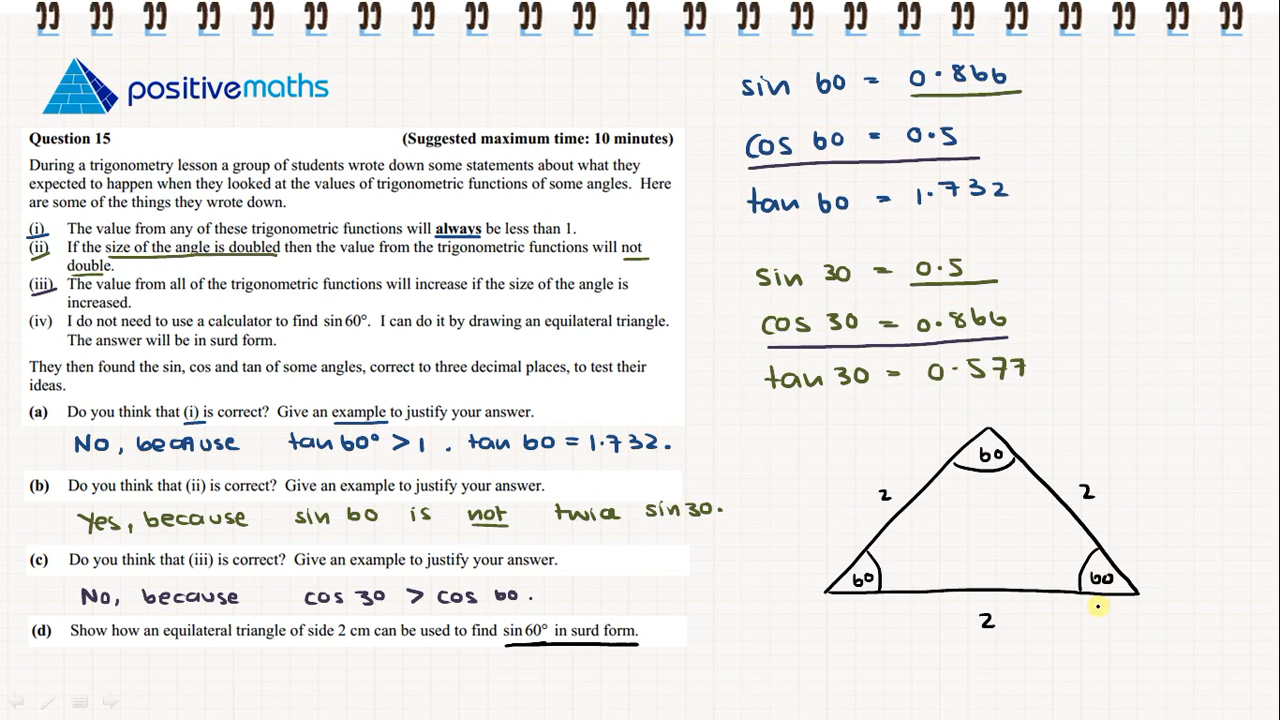 positivemaths
Question 15 (Suggested maximum time: 10 minutes)
During a trigonometry lesson a group of students wrote down some statements about what they
expected to happen when they looked at the values of trigonometric functions of some angles. Here
are some of the things they wrote down.
(i) The value from any of these trigonometric functions will always be less than 1.
(ii) If the size of the angle is doubled then the value from the trigonometric functions will not
double.
(iii) The value from all of the trigonometric functions will increase if the size of the angle is
increased.
(iv) I do not need to use a calculator to find sin 60°. I can do it by drawing an equilateral triangle.
The answer will be in surd form.
They then found the sin, cos and tan of some angles, correct to three decimal places, to test their
ideas.
(a) Do you think that (i) is correct? Give an example to justify your answer.
No, because tan 60° > 1. tan 60 = 1.732.
(b) Do you think that (ii) is correct? Give an example to justify your answer.
Yes, because sin 60 is not twice sin 30.
(c) Do you think that (iii) is correct? Give an example to justify your answer.
No, because cos 30 > cos 60.
(d) Show how an equilateral triangle of side 2 cm can be used to find sin 60° in surd form.
sin 60 = 0.866
cos 60 = 0.5
tan 60 = 1.732
sin 30 = 0.5
cos 30 = 0.866
tan 30 = 0.577
60
2 2
60 60
2